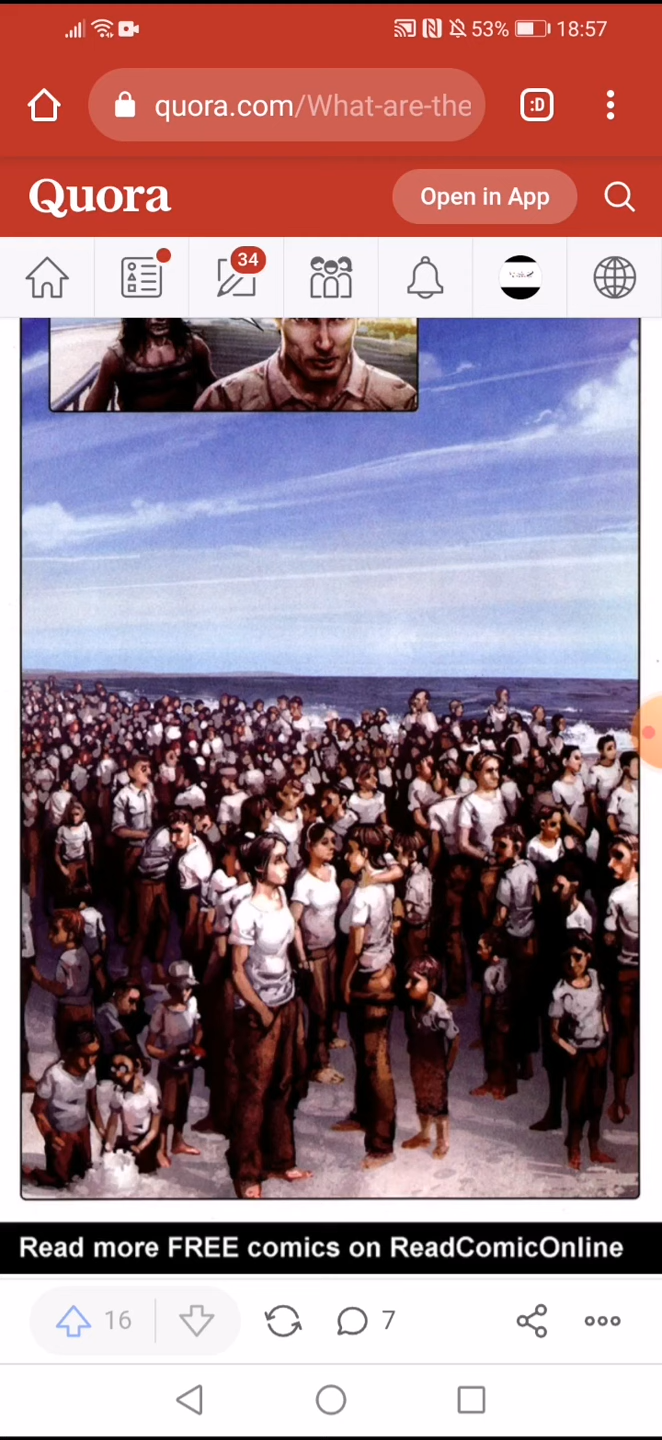 53% 18:57
quora.com/What-are-the
:D
Quora
Open in App
34
Read more FREE comics on ReadComicOnline
16
7